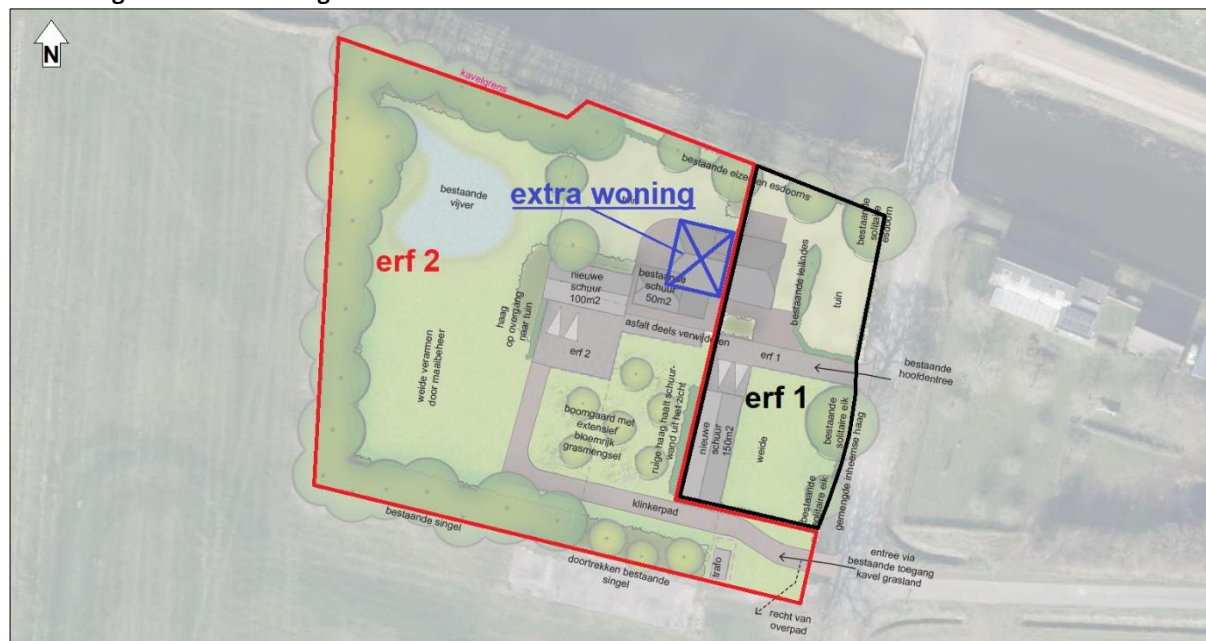 N
kavelgrens
bestaande elzen en esdoorns
bestaande
solitaire
esdoorn
extra woning
tuin
bestaande
vijver
erf 2
nieuwe
schuur
100m2
bestaande
schuur
50m2
bestaande leilindes
tuin
haag
op overgang
naar tuin
asfalt deels verwijderen
erf 2
erf 1
bestaande
hoofdentree
weide verarmen
door maaibeheer
boomgaard met
extensief
bloemrijk
grasmengsel
ruige haag haalt schuur-
wand uit het zicht
erf 1
nieuwe
schuur
150m2
weide
bestaande
solitaire eik
bestaande
solitaire eik
gemengde inheemse haag
klinkerpad
bestaande singel
doortrekken bestaande
singel
trafo
entree via
bestaande toegang
kavel grasland
recht van
overpad